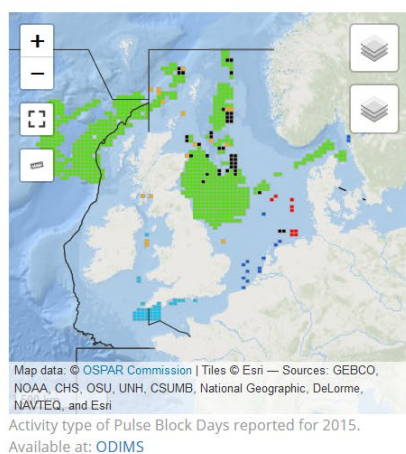 +
−
Map data: © OSPAR Commission | Tiles © Esri — Sources: GEBCO,
NOAA, CHS, OSU, UNH, CSUMB, National Geographic, DeLorme,
NAVTEQ, and Esri
Activity type of Pulse Block Days reported for 2015.
Available at: ODIMS